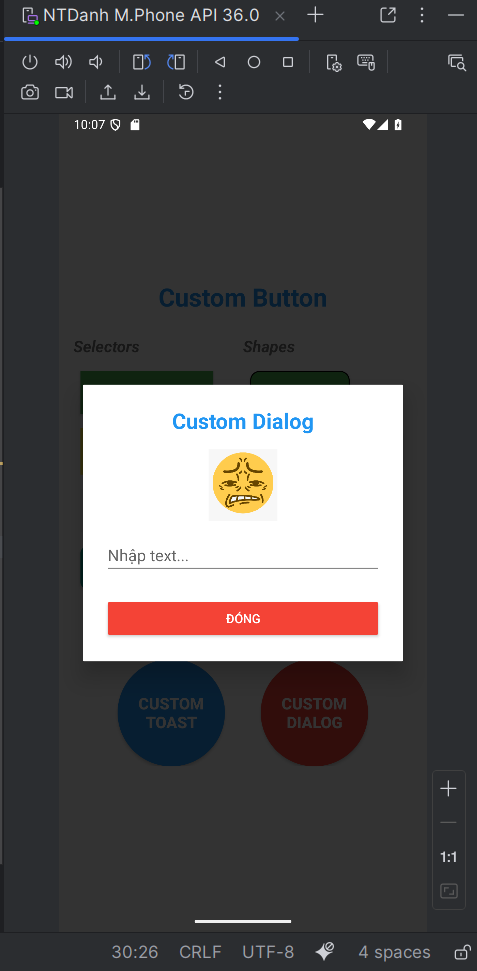 NTDanh M.Phone API 36.0
10:07
Custom Button
Selectors
Shapes
Custom Dialog
Nhập text...
ĐÓNG
CUSTOM TOAST
CUSTOM DIALOG
1:1
30:26 CRLF UTF-8 4 spaces